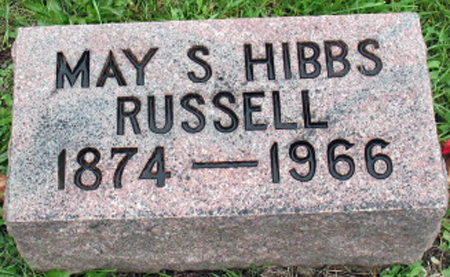 MAY S. HIBBS
RUSSELL
1874 — 1966